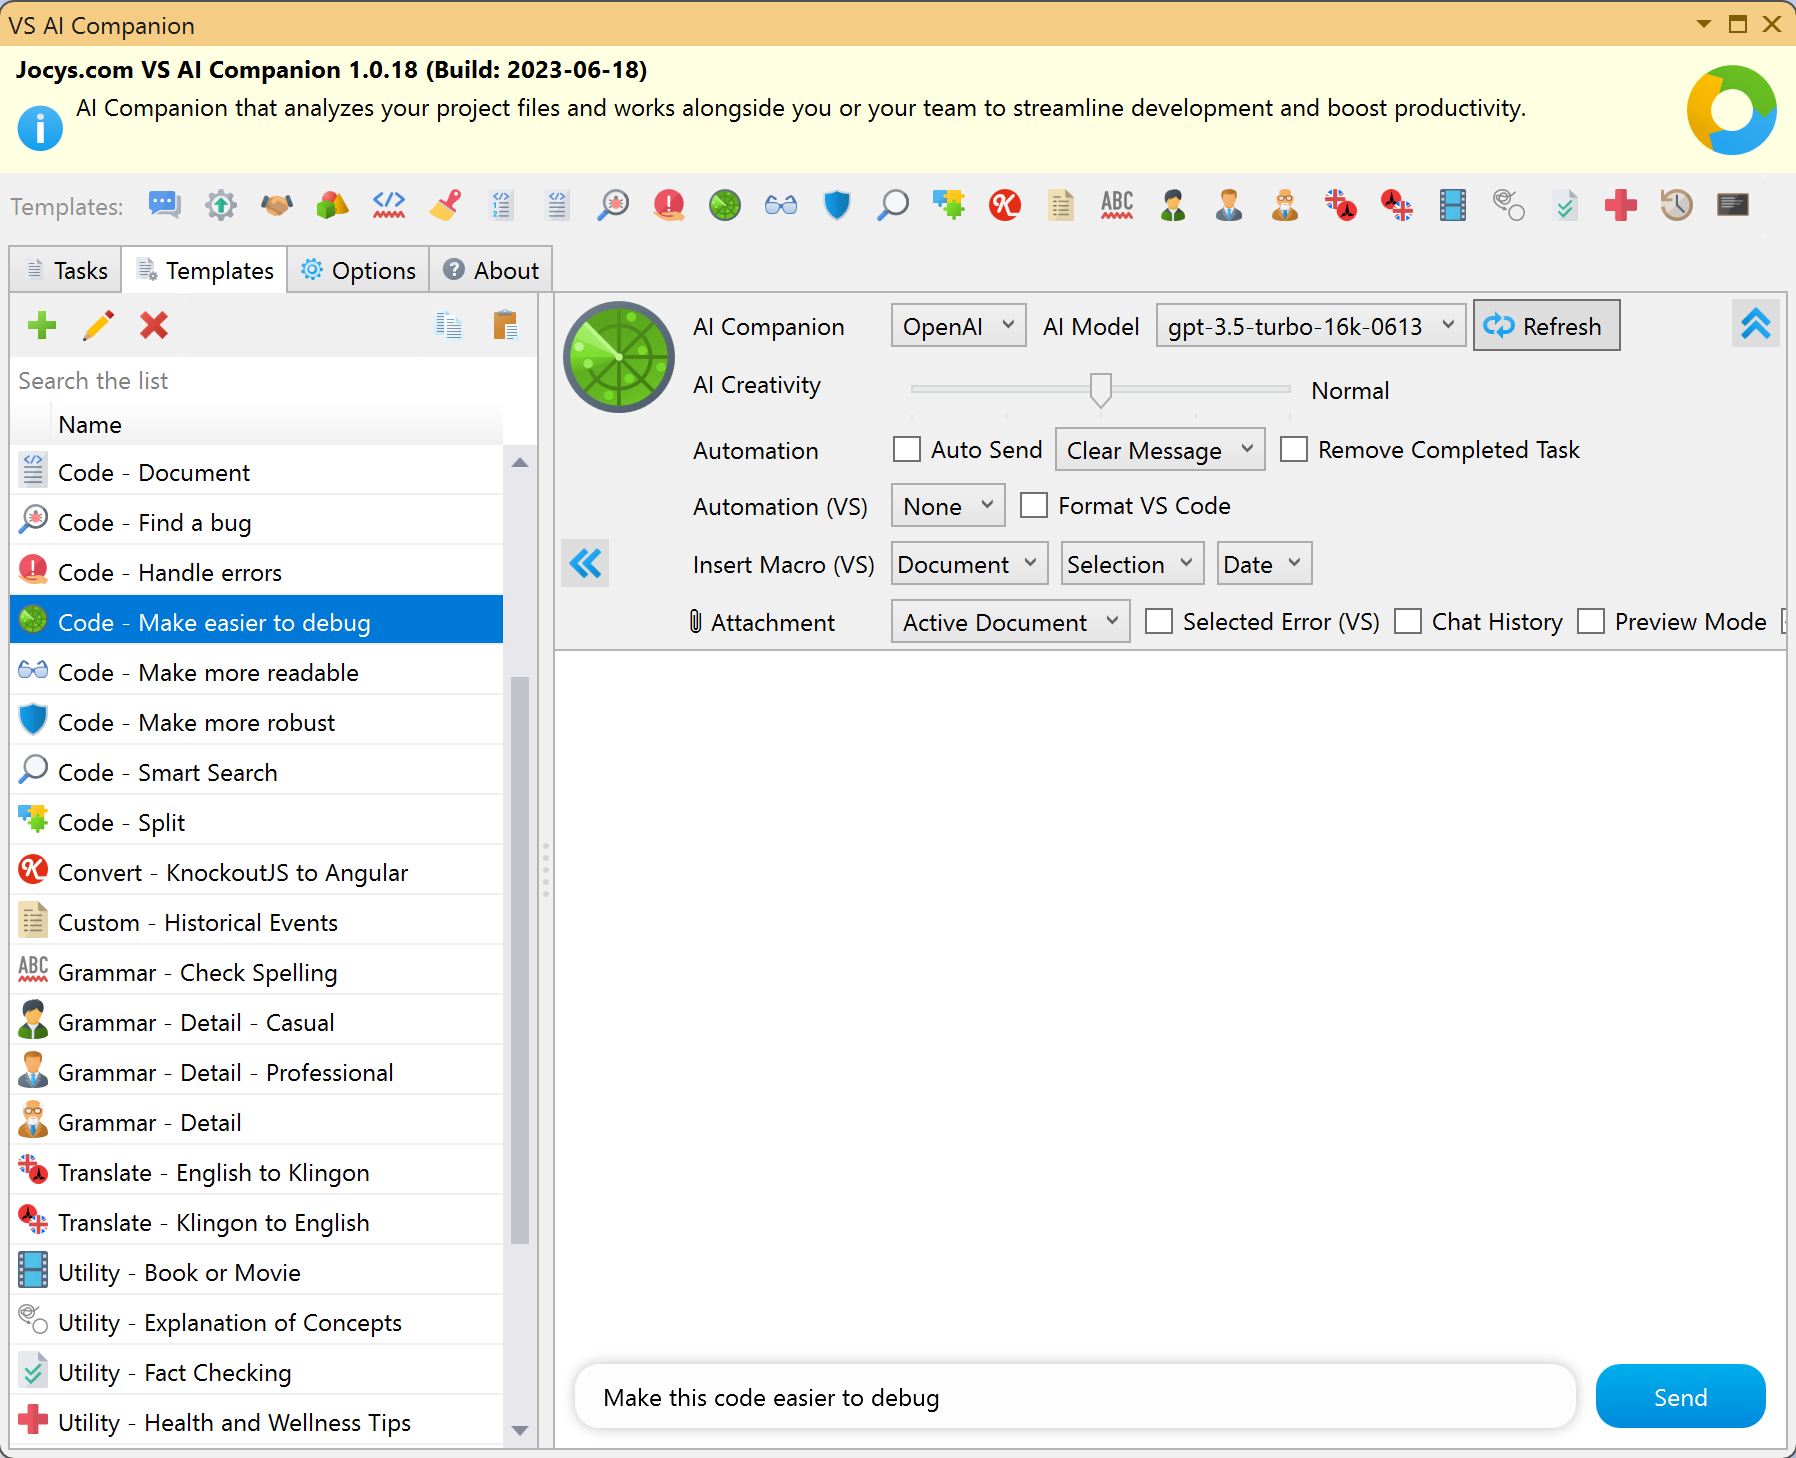 VS AI Companion
Jocys.com VS AI Companion 1.0.18 (Build: 2023-06-18)
AI Companion that analyzes your project files and works alongside you or your team to streamline development and boost productivity.
Templates:
ABC
Tasks Templates Options About
Search the list
Name
Code - Document
Code - Find a bug
Code - Handle errors
Code - Make easier to debug
Code - Make more readable
Code - Make more robust
Code - Smart Search
Code - Split
Convert - KnockoutJS to Angular
Custom - Historical Events
ABC Grammar - Check Spelling
Grammar - Detail - Casual
Grammar - Detail - Professional
Grammar - Detail
Translate - English to Klingon
Translate - Klingon to English
Utility - Book or Movie
Utility - Explanation of Concepts
Utility - Fact Checking
Utility - Health and Wellness Tips
AI Companion OpenAI AI Model gpt-3.5-turbo-16k-0613 Refresh
AI Creativity Normal
Automation Auto Send Clear Message Remove Completed Task
Automation (VS) None Format VS Code
Insert Macro (VS) Document Selection Date
Attachment Active Document Selected Error (VS) Chat History Preview Mode
Make this code easier to debug
Send